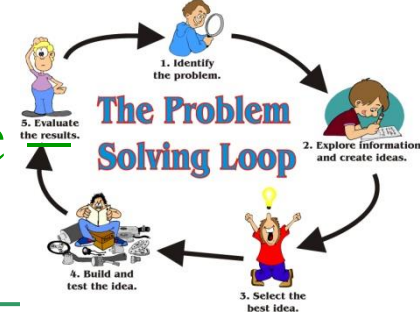 The Problem
Solving Loop
1. Identify
the problem.
2. Explore information
and create ideas.
3. Select the
best idea.
4. Build and
test the idea.
5. Evaluate
the results.
e